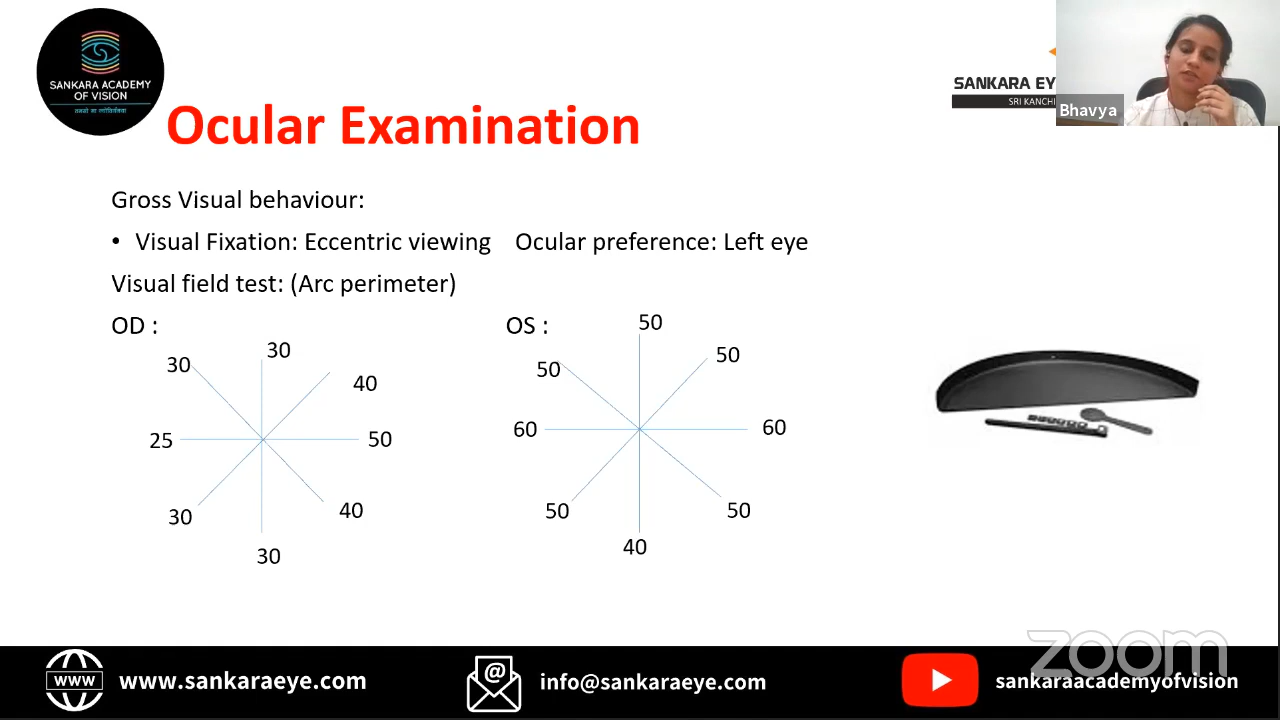 SANKARA ACADEMY
OF VISION
Ocular Examination
SANKARA EY
SRI KANCHI
Bhavya
Gross Visual behaviour:
• Visual Fixation: Eccentric viewing Ocular preference: Left eye
Visual field test: (Arc perimeter)
OD :
30
30
40
25
50
30
40
30
OS :
50
50
50
60
60
50
50
40
zoom
www
www.sankaraeye.com
@
info@sankaraeye.com
sankaraacademyofvision